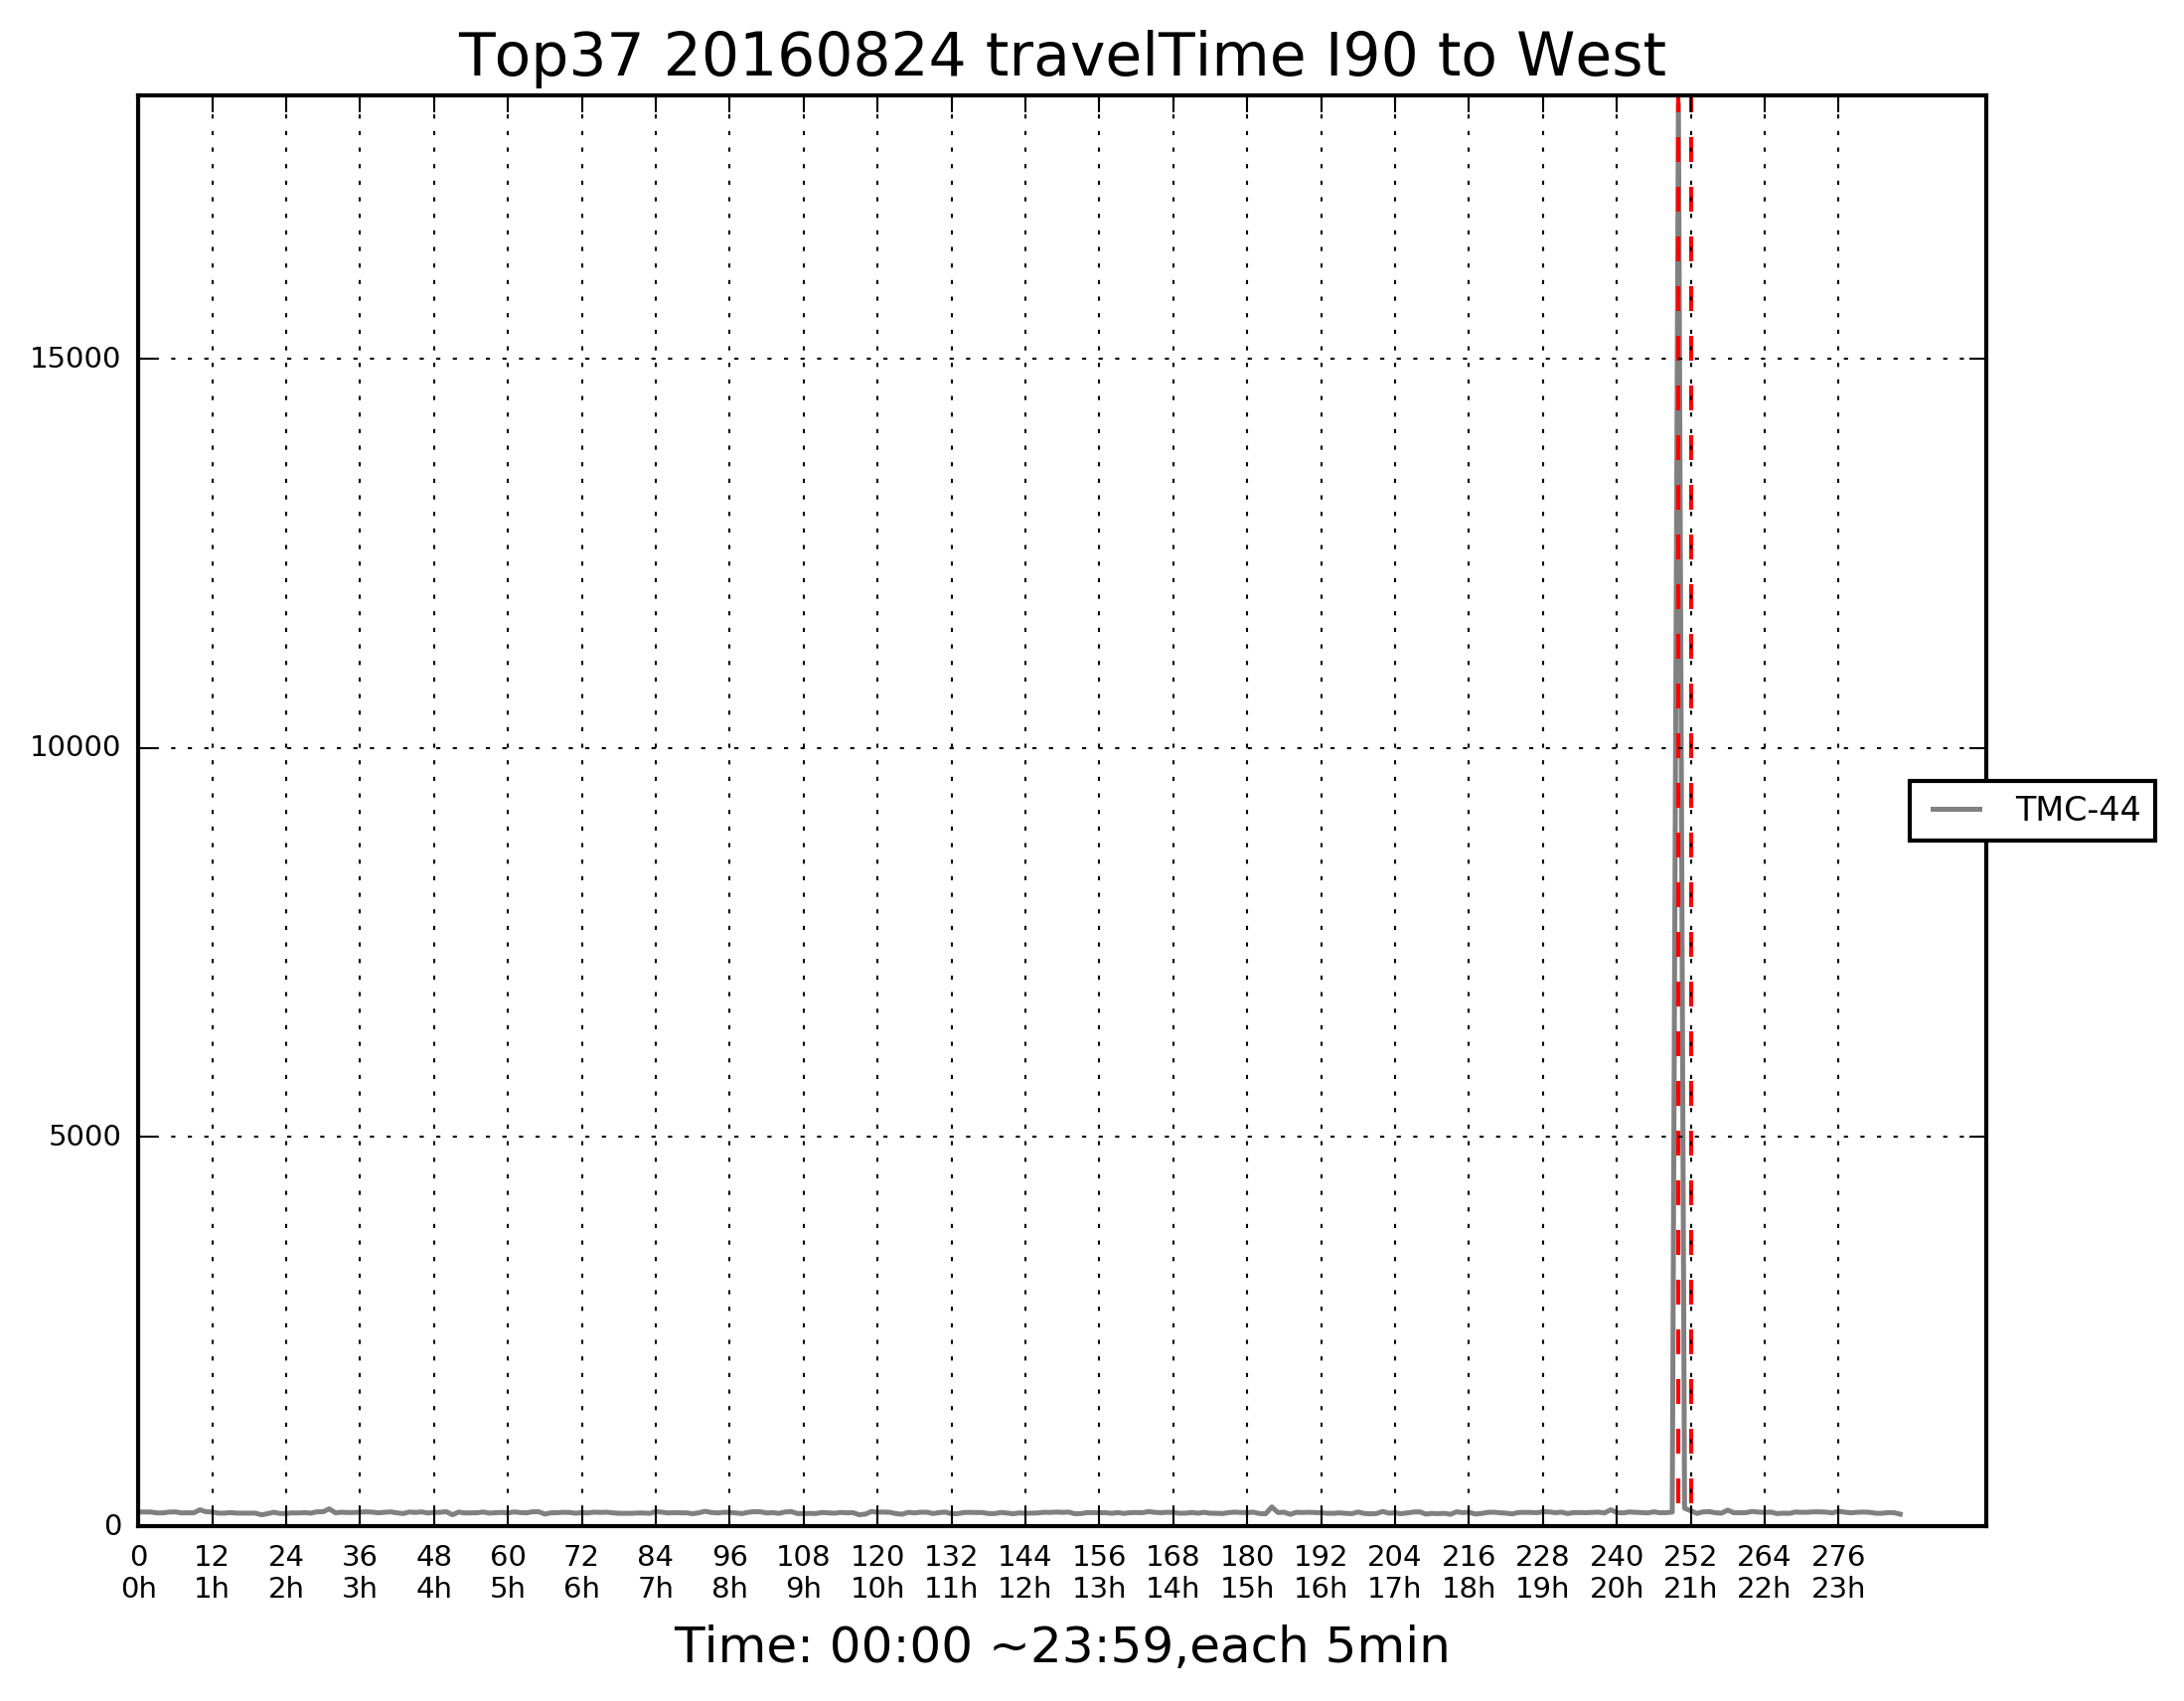 Top37 20160824 travelTime I90 to West
15000
10000
5000
0
TMC-44
0 12 24 36 48 60 72 84 96 108 120 132 144 156 168 180 192 204 216 228 240 252 264 276
0h 1h 2h 3h 4h 5h 6h 7h 8h 9h 10h 11h 12h 13h 14h 15h 16h 17h 18h 19h 20h 21h 22h 23h
Time: 00:00 ~23:59,each 5min